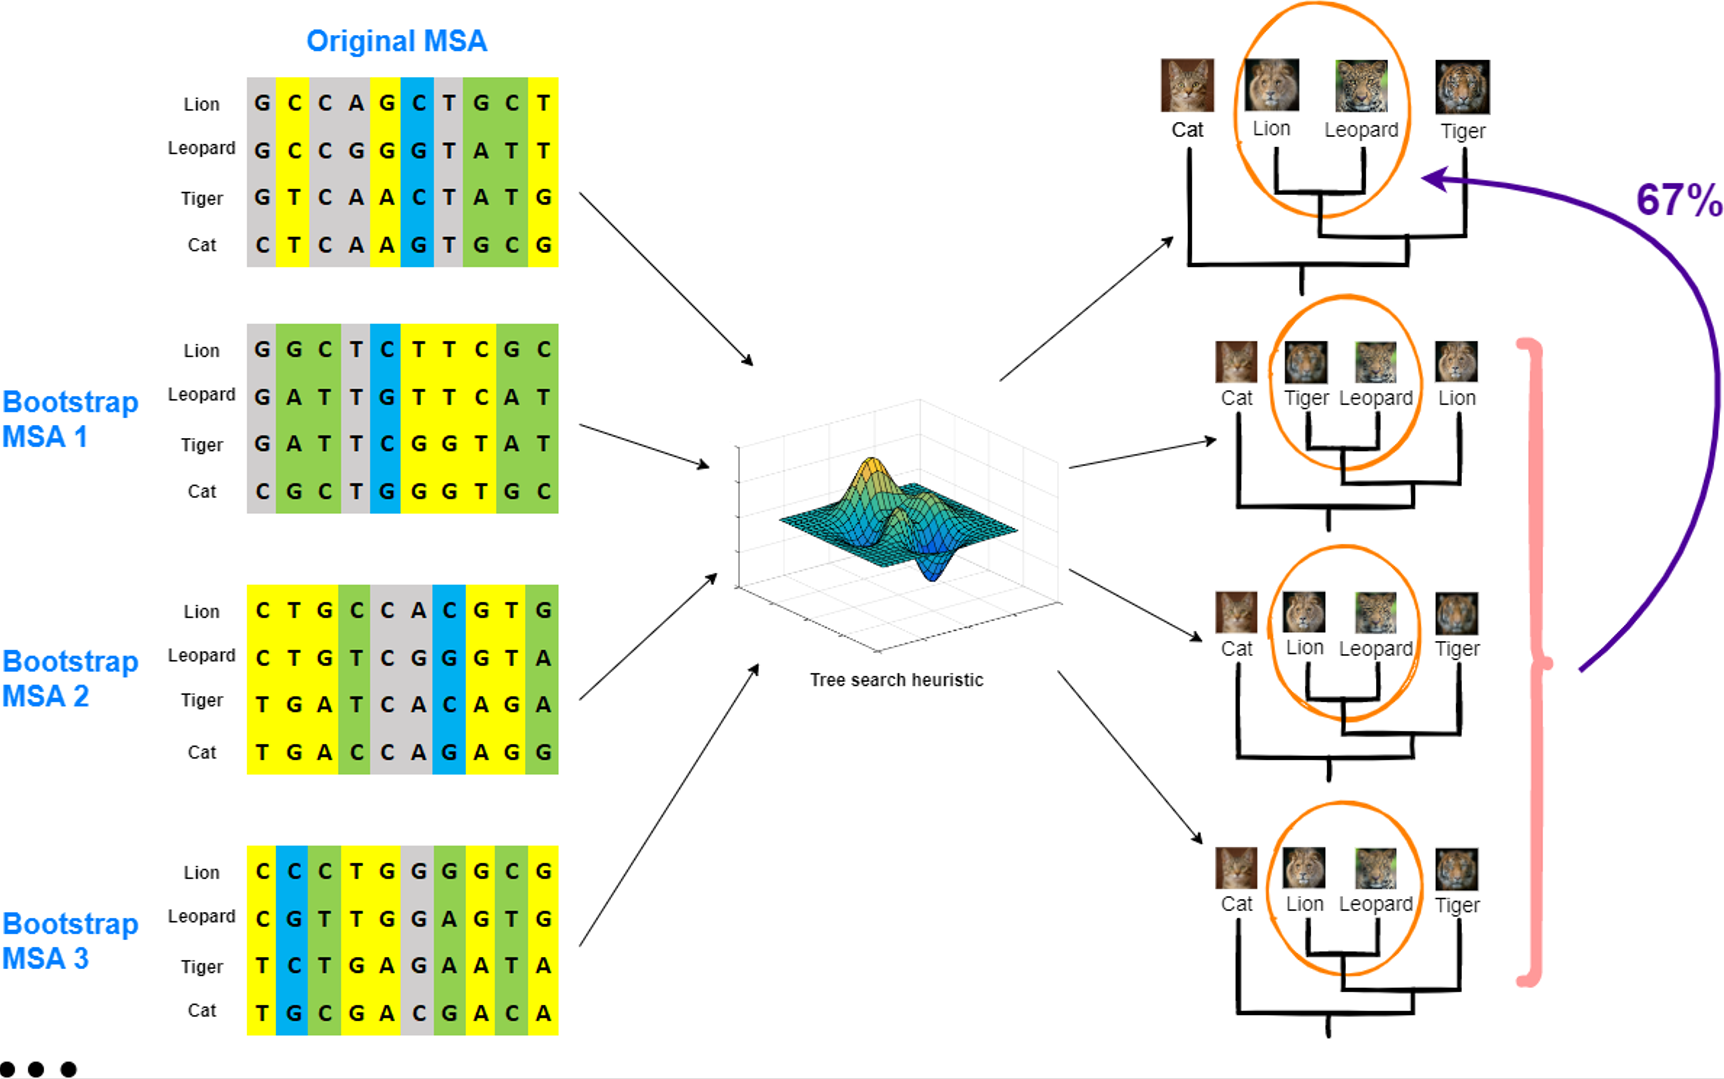 Original MSA
Lion G C C A G C T G C T
Leopard G C C G G G T A T T
Tiger G T C A A C T A T G
Cat C T C A A G T G C G
Bootstrap
MSA 1
Lion G G C T C T T C G C
Leopard G A T T G T T C A T
Tiger G A T T C G G T A T
Cat C G C T G G G T G C
Bootstrap
MSA 2
Lion C T G C C A C G T G
Leopard C T G T C G G G T A
Tiger T G A T C A C A G A
Cat T G A C C A G A G G
Bootstrap
MSA 3
Lion C C C T G G G G C G
Leopard C G T T G G A G T G
Tiger T C T G A G A A T A
Cat T G C G A C G A C A
Tree search heuristic
Cat Lion Leopard Tiger
67%
Cat Tiger Leopard Lion
Cat Lion Leopard Tiger
Cat Lion Leopard Tiger